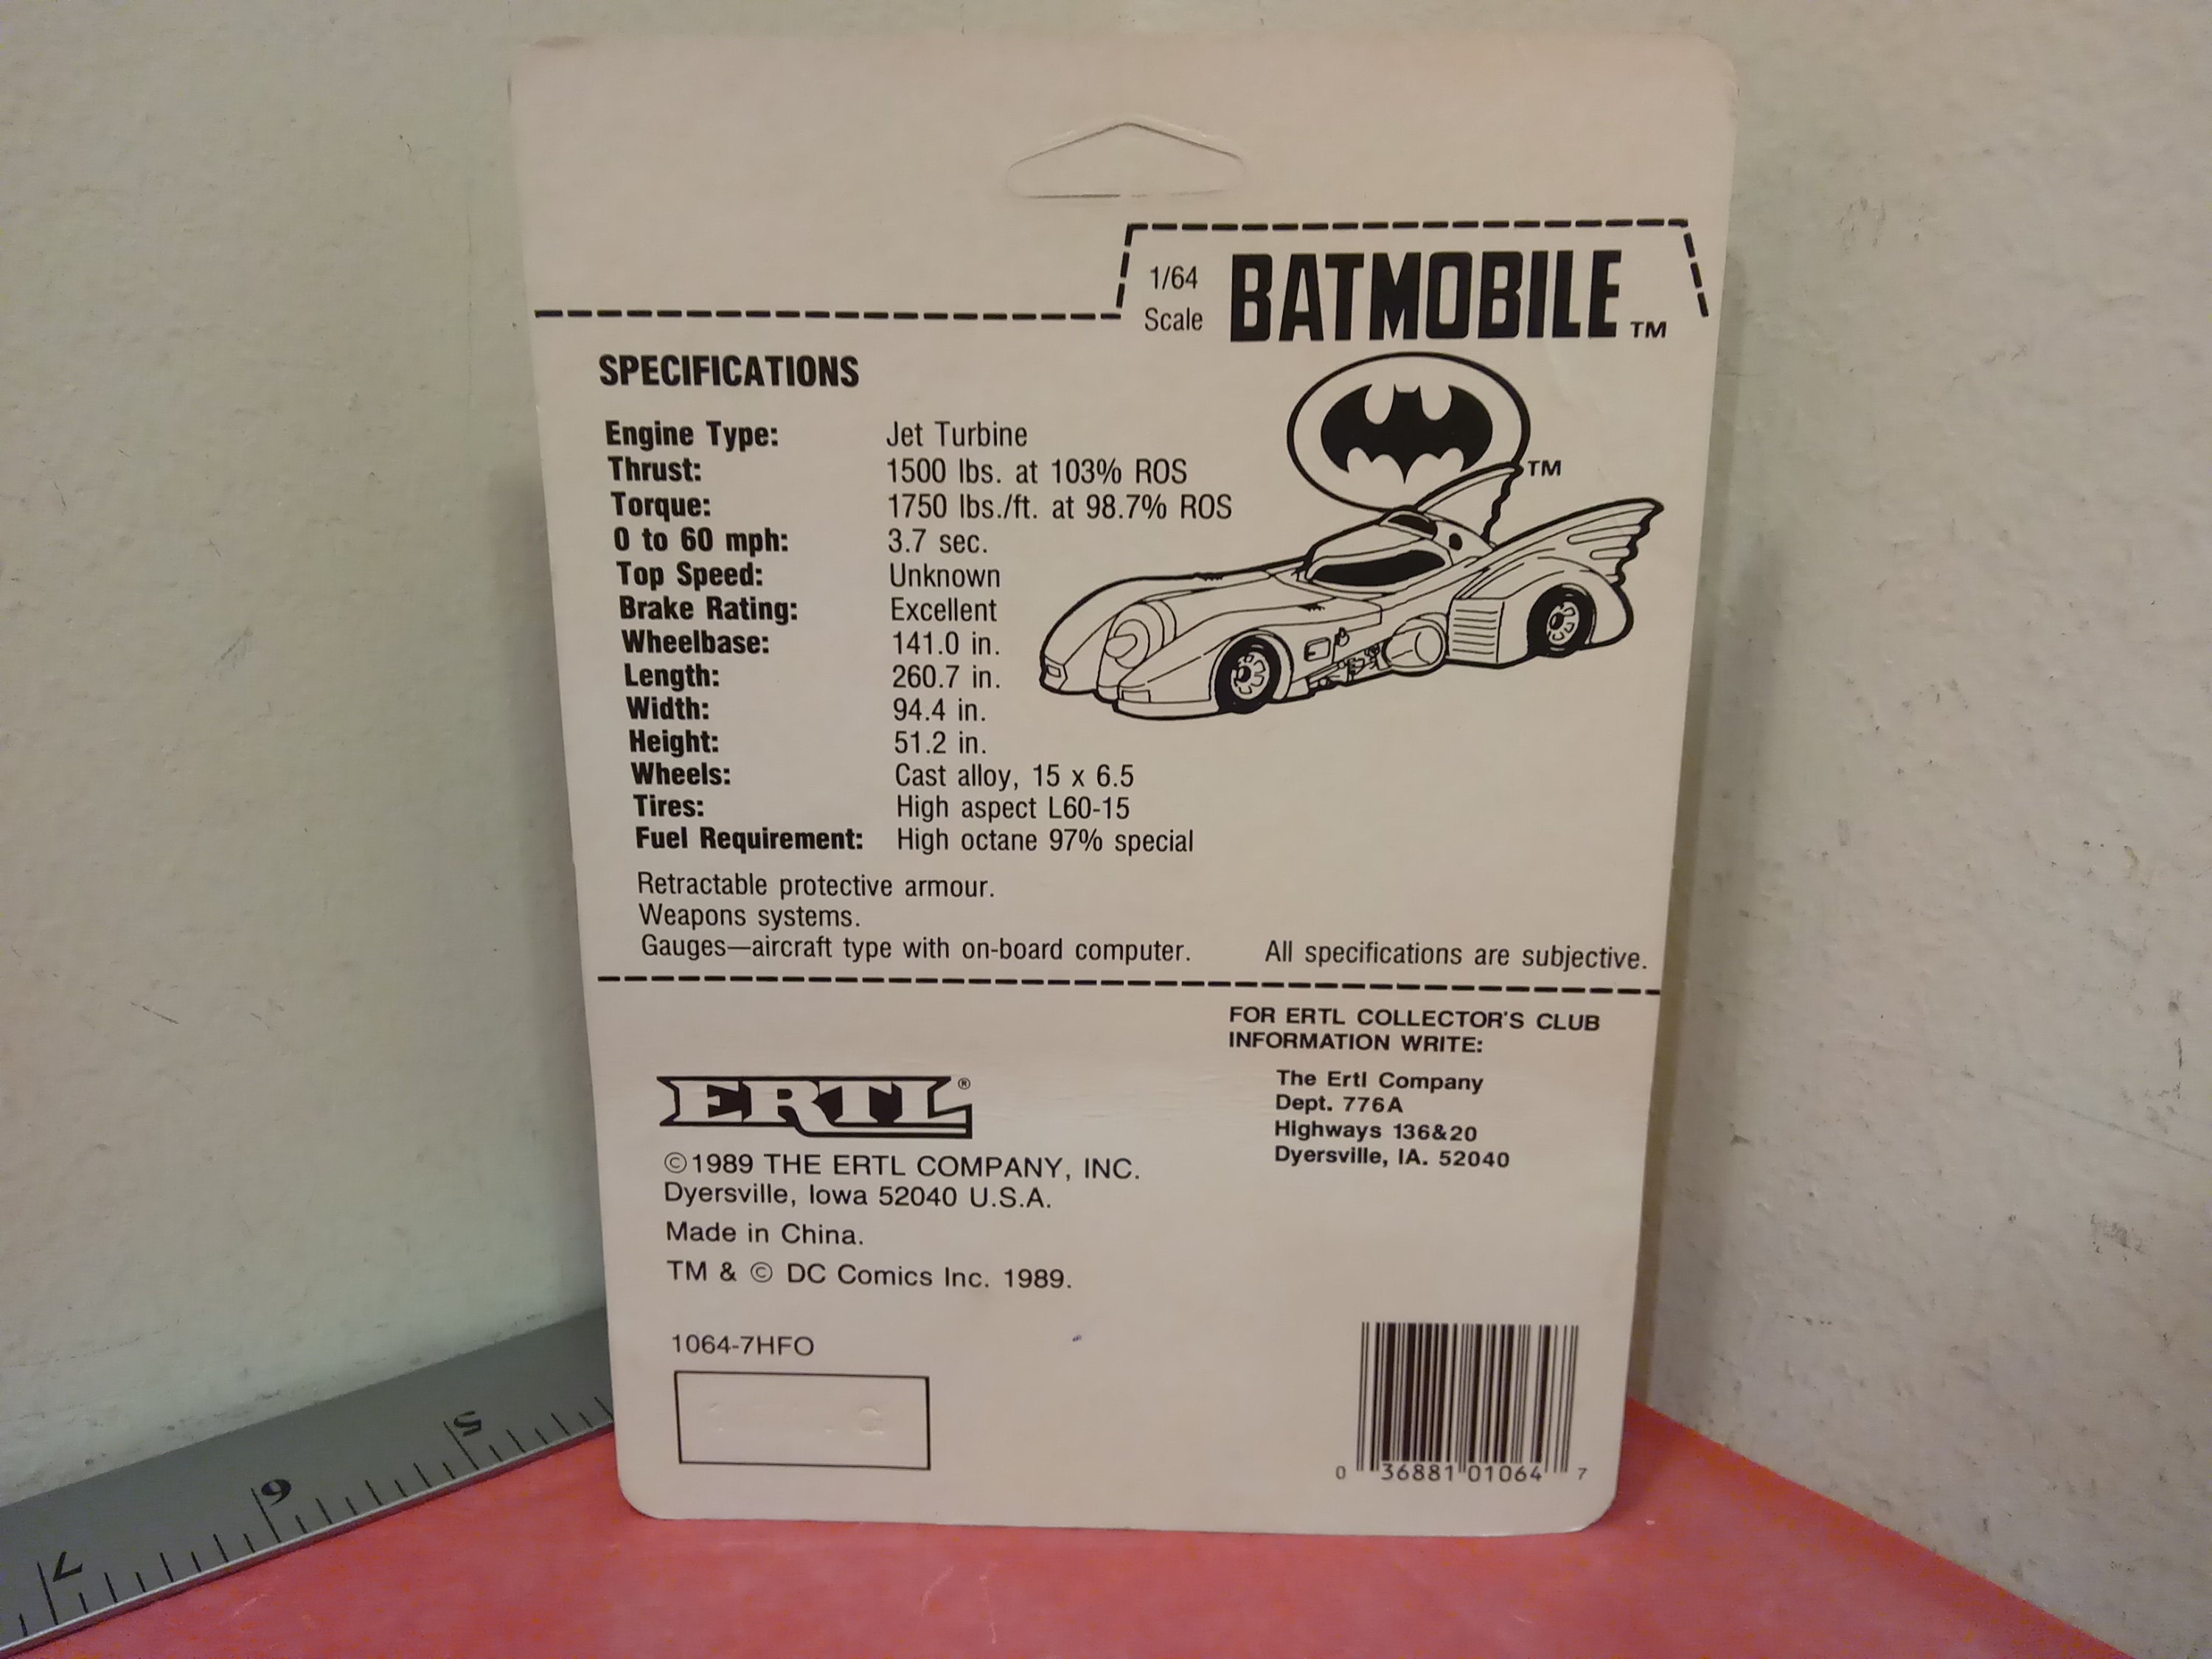 1/64
Scale
BATMOBILE TM
TM
SPECIFICATIONS
Engine Type: Jet Turbine
Thrust: 1500 lbs. at 103% ROS
Torque: 1750 lbs./ft. at 98.7% ROS
0 to 60 mph: 3.7 sec.
Top Speed: Unknown
Brake Rating: Excellent
Wheelbase: 141.0 in.
Length: 260.7 in.
Width: 94.4 in.
Height: 51.2 in.
Wheels: Cast alloy, 15 x 6.5
Tires: High aspect L60-15
Fuel Requirement: High octane 97% special
Retractable protective armour.
Weapons systems.
Gauges—aircraft type with on-board computer.
All specifications are subjective.
FOR ERTL COLLECTOR'S CLUB
INFORMATION WRITE:
The Ertl Company
Dept. 776A
Highways 136&20
Dyersville, IA. 52040
ERTL®
©1989 THE ERTL COMPANY, INC.
Dyersville, Iowa 52040 U.S.A.
Made in China.
TM & © DC Comics Inc. 1989.
1064-7HFO
0 36881 01064 7
5
6
7